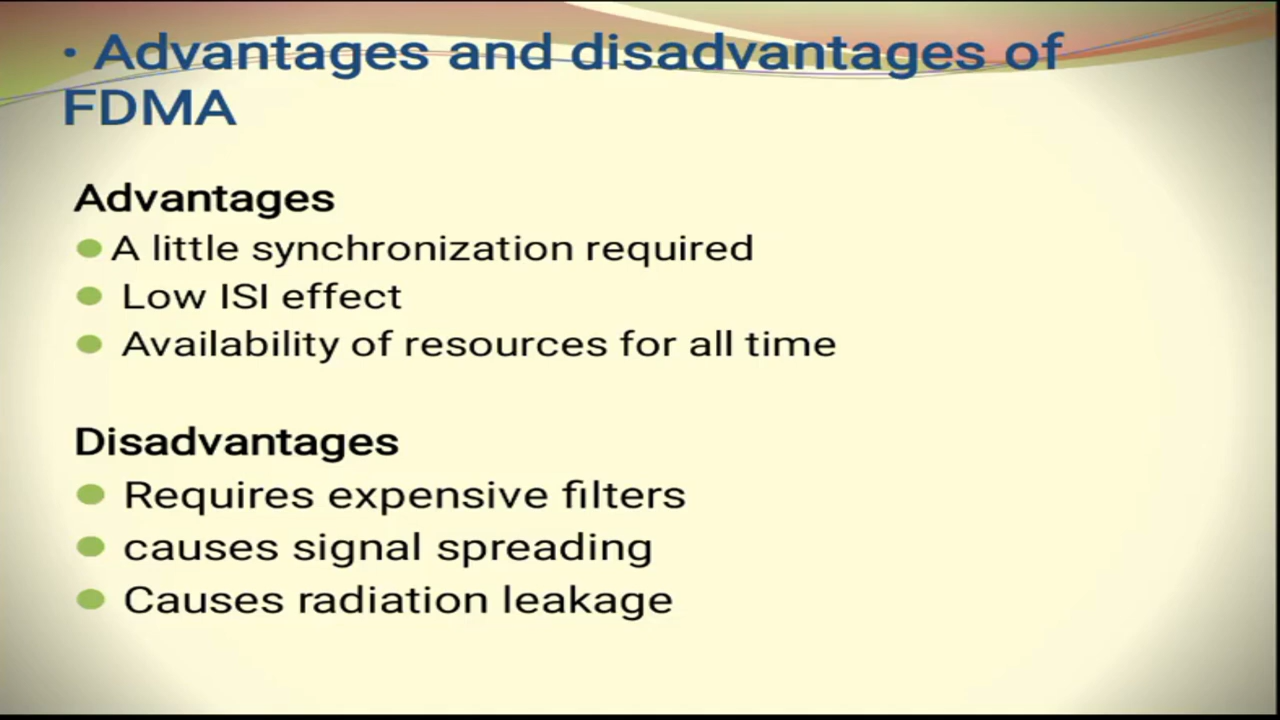 • Advantages and disadvantages of
FDMA
Advantages
● A little synchronization required
● Low ISI effect
● Availability of resources for all time
Disadvantages
● Requires expensive filters
● causes signal spreading
● Causes radiation leakage